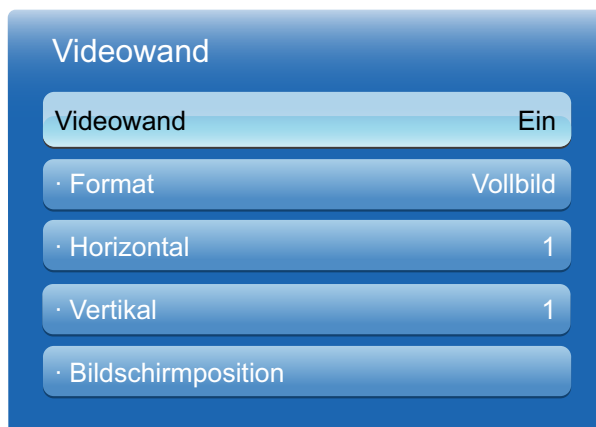 Videowand
Videowand Ein
· Format Vollbild
· Horizontal 1
· Vertikal 1
· Bildschirmposition